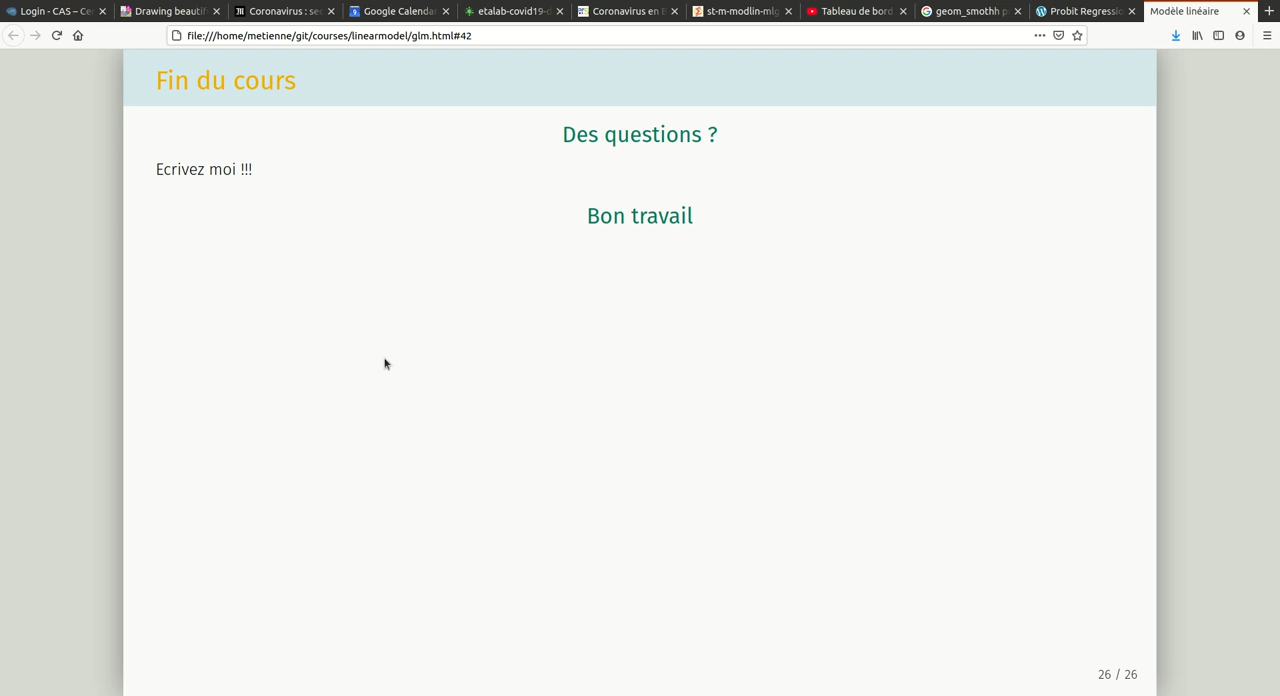 Login - CAS – Ce
Drawing beautif
Coronavirus : se
Google Calenda
etalab-covid19-d
Coronavirus en F
st-m-modlin-mlg
Tableau de bord
geom_smothh p
Probit Regressi
Modèle linéaire
file:///home/metienne/git/courses/linearmodel/glm.html#42
Fin du cours
Des questions ?
Ecrivez moi !!!
Bon travail
26 / 26